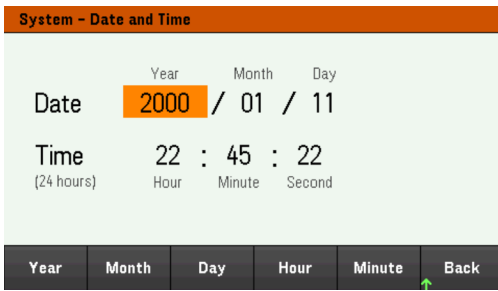 System - Date and Time
Year Month Day
Date 2000 / 01 / 11
Time 22 : 45 : 22
(24 hours) Hour Minute Second
Year Month Day Hour Minute Back